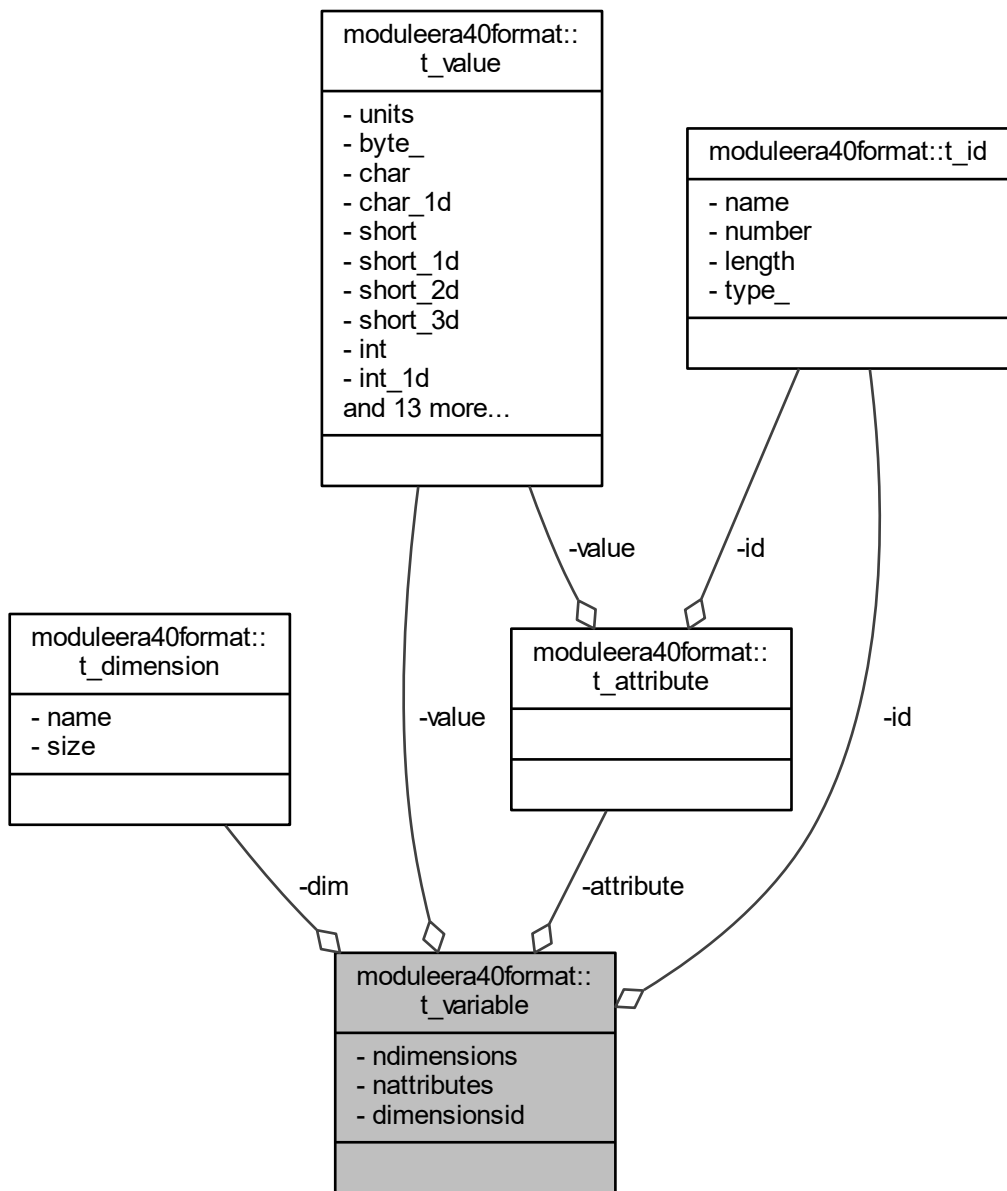 moduleera40format::
t_value
- units
- byte_
- char
- char_1d
- short
- short_1d
- short_2d
- short_3d
- int
- int_1d
and 13 more...
moduleera40format::t_id
- name
- number
- length
- type_
-value
-id
moduleera40format::
t_dimension
- name
- size
moduleera40format::
t_attribute
-value
-id
-dim
-attribute
moduleera40format::
t_variable
- ndimensions
- nattributes
- dimensionsid